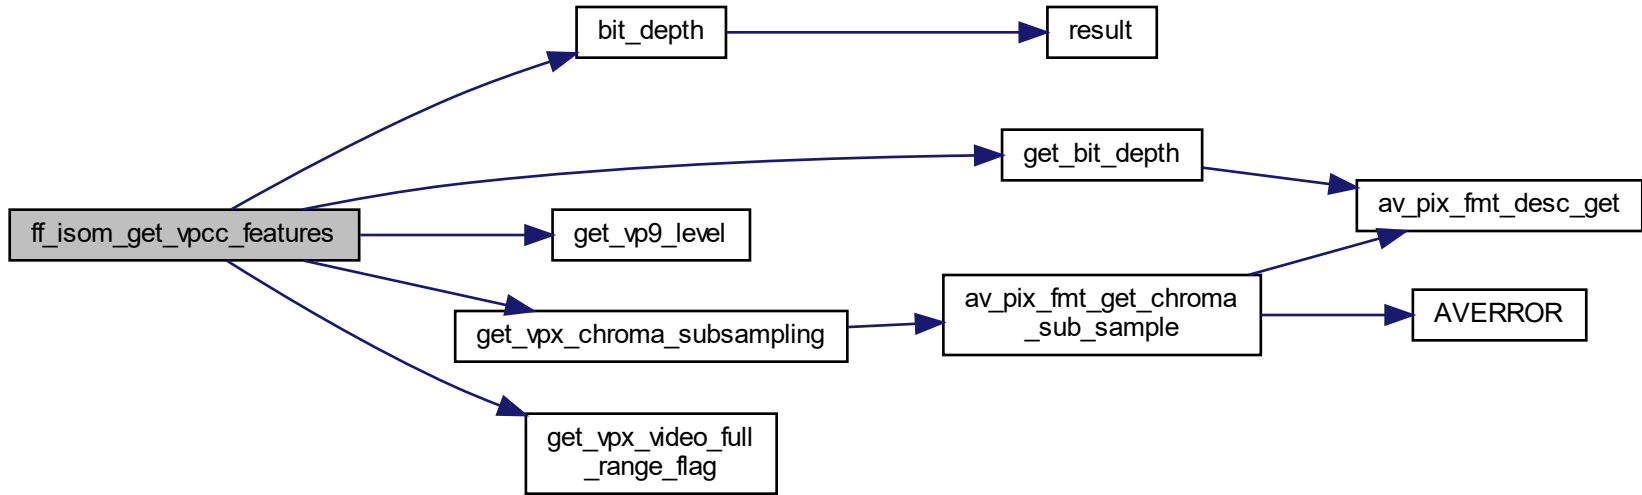 bit_depth
result
get_bit_depth
av_pix_fmt_desc_get
ff_isom_get_vpcc_features
get_vp9_level
av_pix_fmt_get_chroma
_sub_sample
AVERROR
get_vpx_chroma_subsampling
get_vpx_video_full
_range_flag